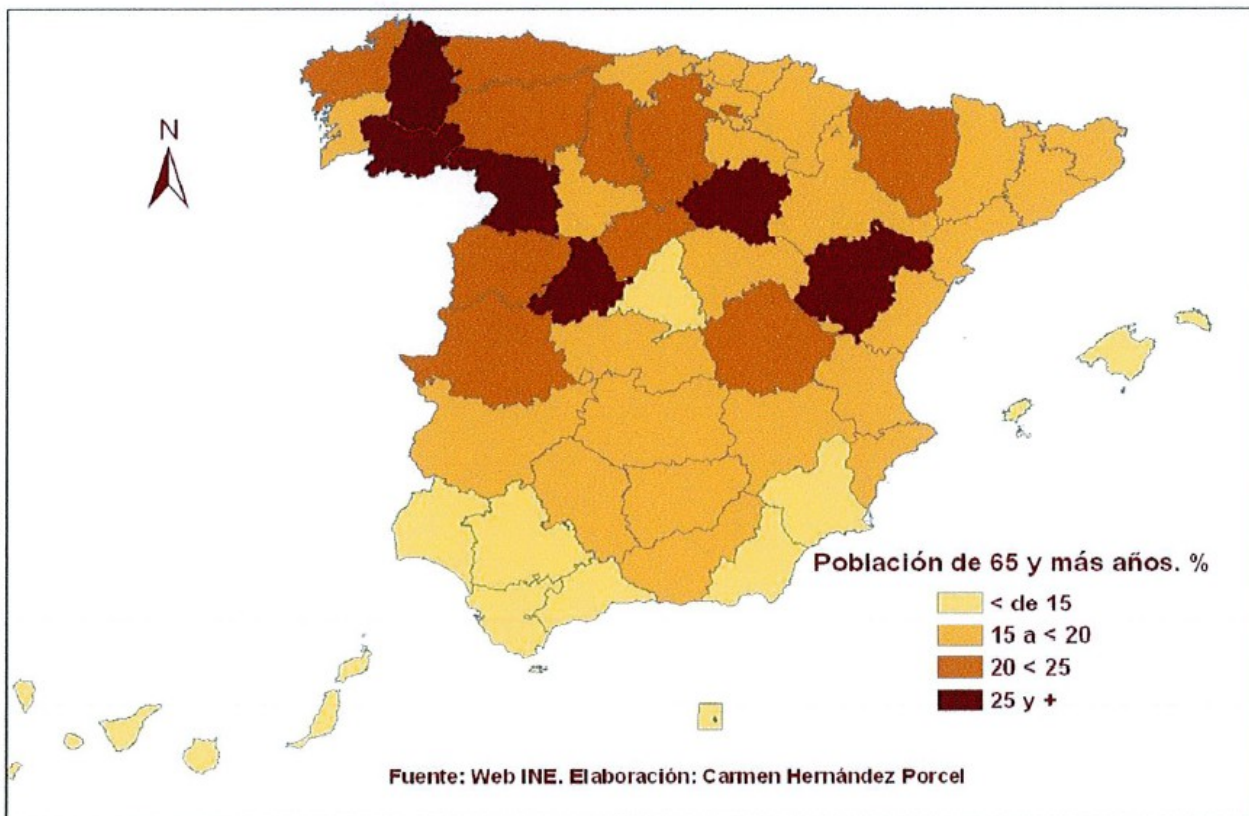 N
Población de 65 y más años. %
< de 15
15 a < 20
20 < 25
25 y +
Fuente: Web INE. Elaboración: Carmen Hernández Porcel